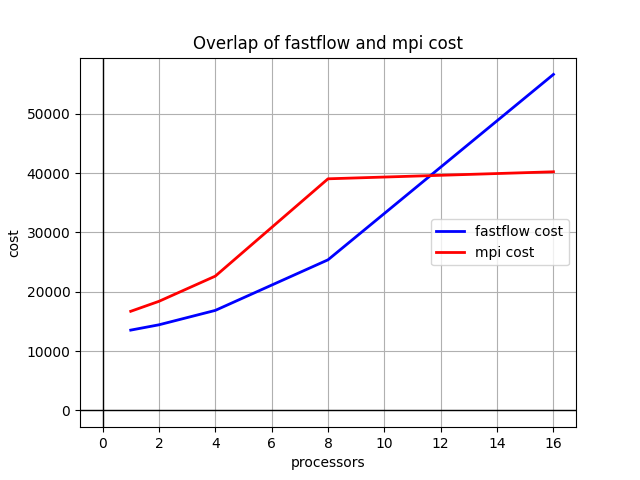 Overlap of fastflow and mpi cost
50000
40000
30000
20000
10000
0
cost
fastflow cost
mpi cost
0 2 4 6 8 10 12 14 16
processors